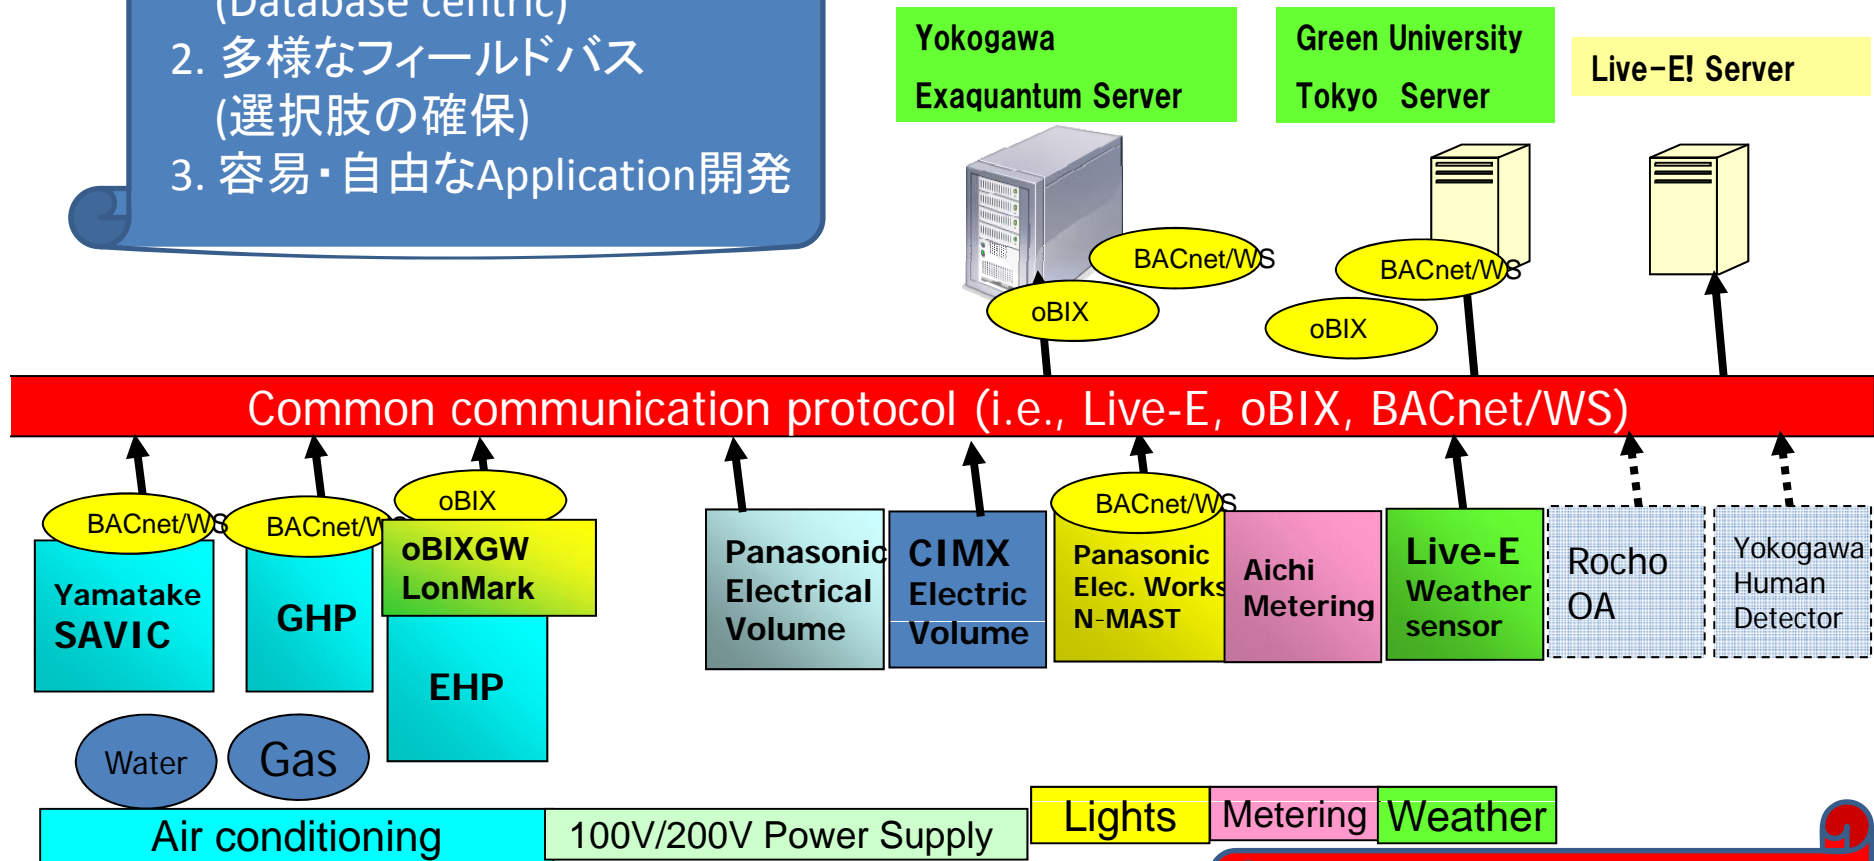 (Database centric)
2. 多様なフィールドバス
(選択肢の確保)
3. 容易・自由なApplication開発
Yokogawa
Exaquantum Server
Green University
Tokyo Server
Live-E! Server
BACnet/WS
oBIX
BACnet/WS
oBIX
Common communication protocol (i.e., Live-E, oBIX, BACnet/WS)
BACnet/WS
BACnet/WS
oBIX
BACnet/WS
Yamatake
SAVIC
GHP
oBIXGW
LonMark
EHP
Panasonic
Electrical
Volume
CIMX
Electric
Volume
Panasonic
Elec. Works
N-MAST
Aichi
Metering
Live-E
Weather
sensor
Rocho
OA
Yokogawa
Human
Detector
Water
Gas
Air conditioning
100V/200V Power Supply
Lights
Metering
Weather